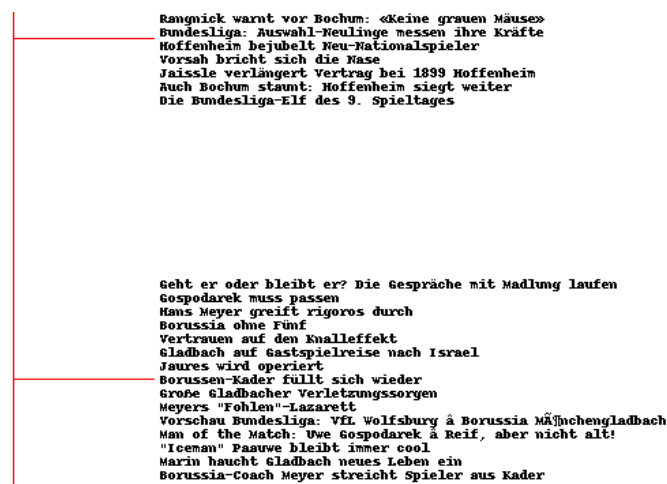 Rangnick warnt vor Bochum: «Keine grauen Mäuse»
Bundesliga: Auswahl-Neulinge messen ihre Kräfte
Hoffenheim bejubelt Neu-Nationalspieler
Vorsah bricht sich die Nase
Jaissle verlängert Vertrag bei 1899 Hoffenheim
Auch Bochum staunt: Hoffenheim siegt weiter
Die Bundesliga-Elf des 9. Spieltages
Geht er oder bleibt er? Die Gespräche mit Madlung laufen
Gospodarek muss passen
Hans Meyer greift rigoros durch
Borussia ohne Fünf
Vertrauen auf den Knalleffekt
Gladbach auf Gastspielreise nach Israel
Jaures wird operiert
Borussen-Kader füllt sich wieder
Große Gladbacher Verletzungssorgen
Meyers "Fohlen"-Lazarett
Vorschau Bundesliga: VfL Wolfsburg â Borussia MÃ¶nchengladbach
Man of the Match: Uwe Gospodarek â Reif, aber nicht alt!
"Iceman" Paauwe bleibt immer cool
Marin haucht Gladbach neues Leben ein
Borussia-Coach Meyer streicht Spieler aus Kader